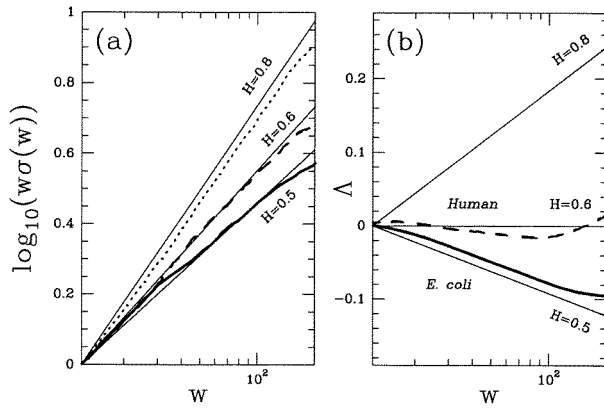 (a)
1
0.8
0.6
0.4
0.2
0
log₁₀(wσ(w))
H=0.8
H=0.6
H=0.5
10²
W
(b)
0.2
0.1
0
−0.1
Λ
H=0.8
Human
H=0.6
E. coli
H=0.5
10²
W